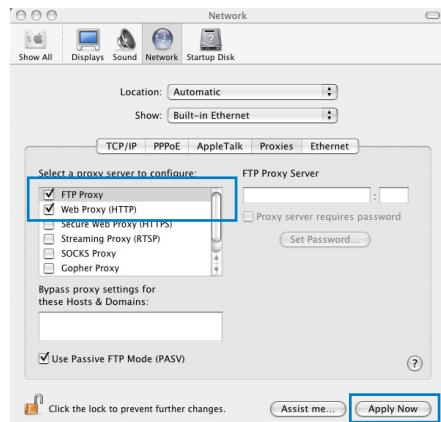 Network
Show All Displays Sound Network Startup Disk
Location: Automatic
Show: Built-in Ethernet
TCP/IP PPPoE AppleTalk Proxies Ethernet
Select a proxy server to configure: FTP Proxy Server
FTP Proxy :
Web Proxy (HTTP) Proxy server requires password
Secure Web Proxy (HTTPS)
Streaming Proxy (RTSP) Set Password...
SOCKS Proxy
Gopher Proxy
Bypass proxy settings for
these Hosts & Domains:
Use Passive FTP Mode (PASV) ?
Click the lock to prevent further changes. Assist me... Apply Now